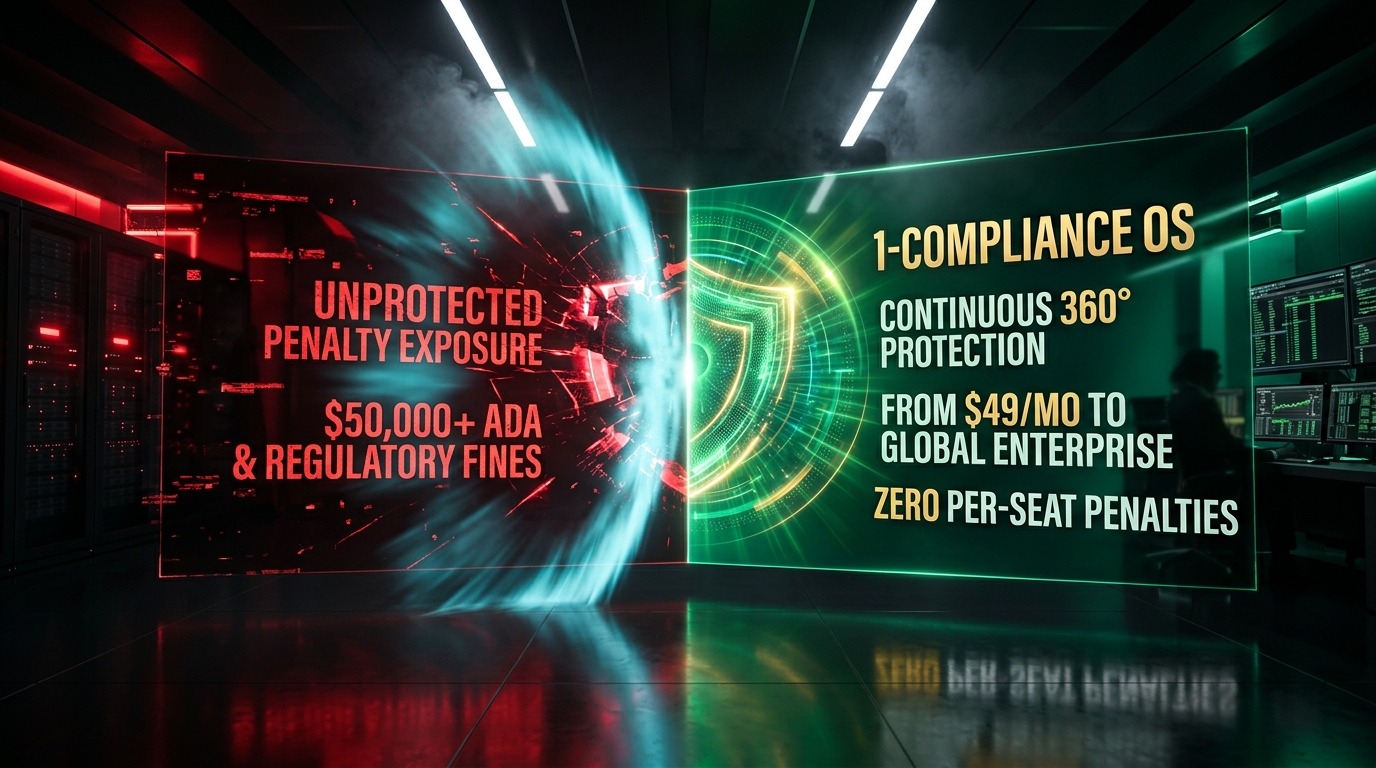 UNPROTECTED
PENALTY EXPOSURE
$50,000+ ADA
& REGULATORY FINES
1-COMPLIANCE OS
CONTINUOUS 360°
PROTECTION
FROM $49/MO TO
GLOBAL ENTERPRISE
ZERO PER-SEAT PENALTIES